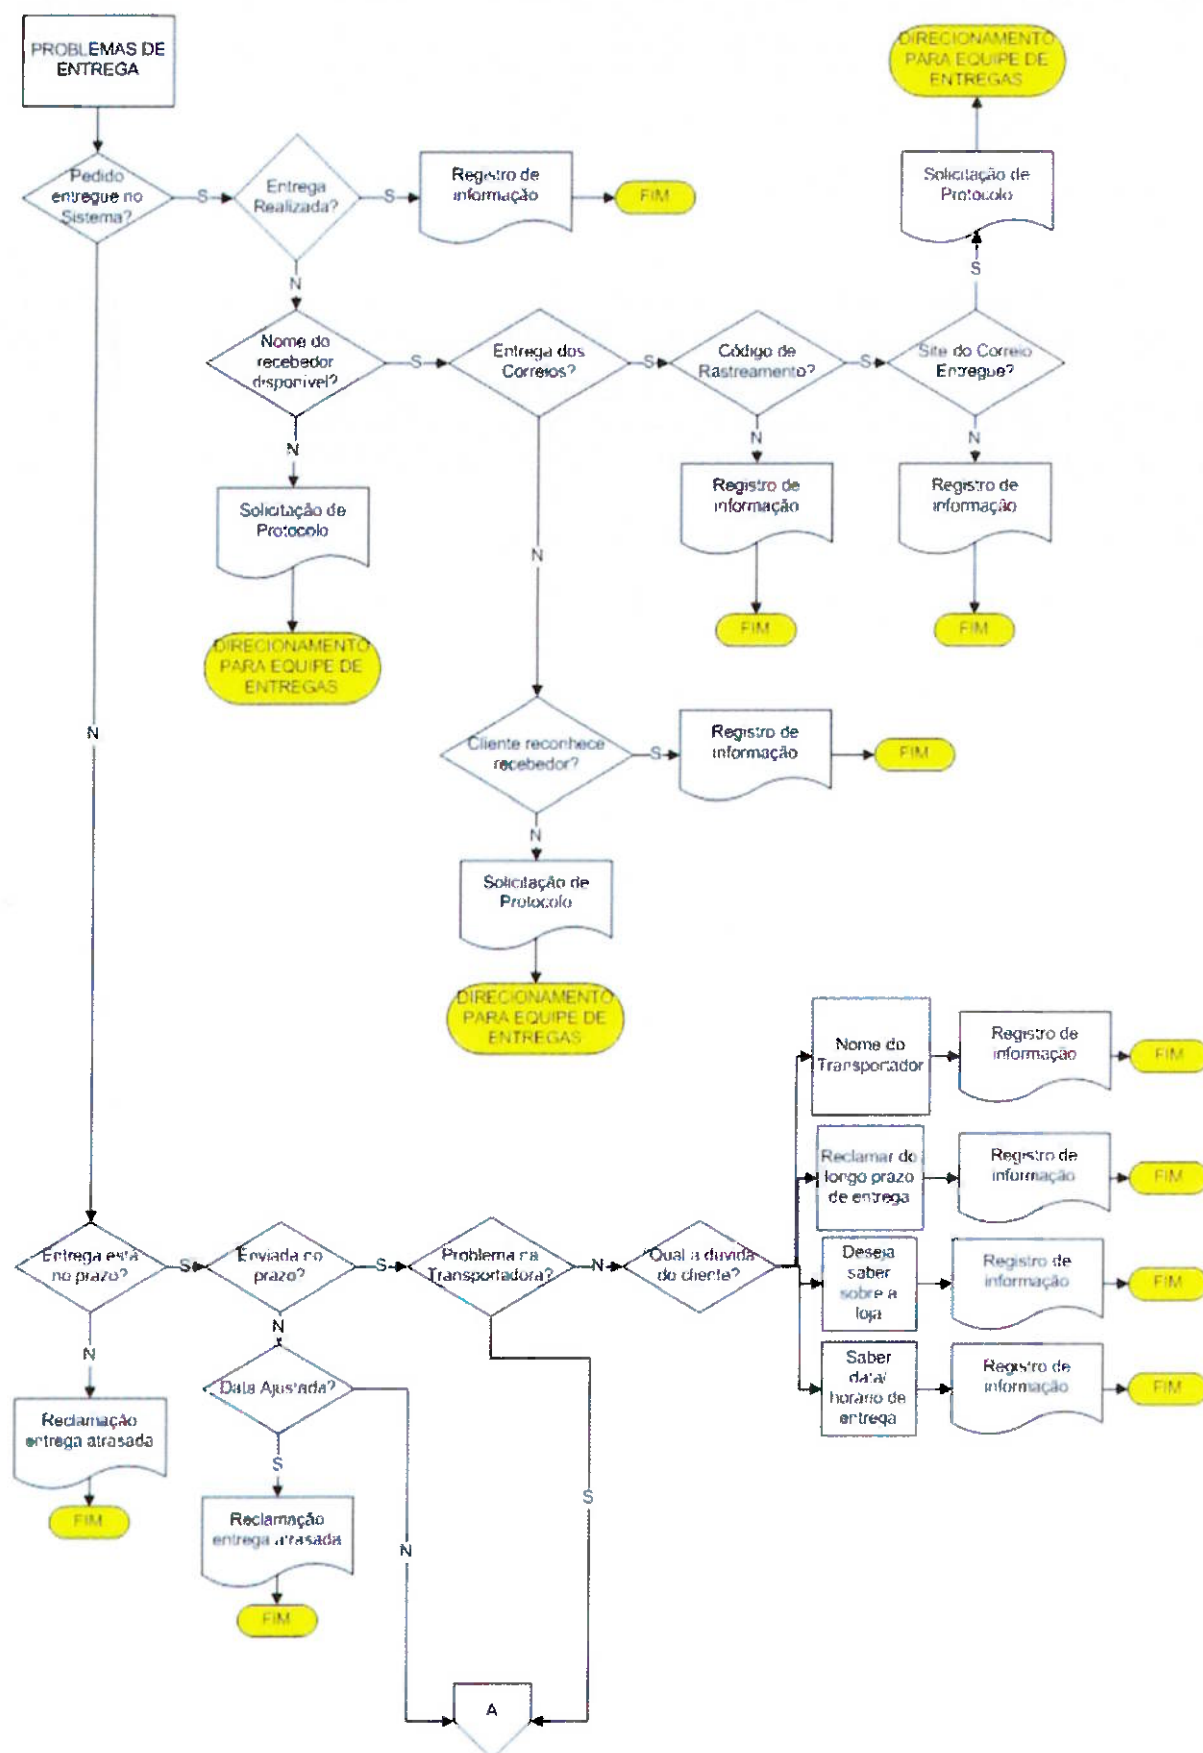 PROBLEMAS DE
ENTREGA
DIRECIONAMENTO
PARA EQUIPE DE
ENTREGAS
Pedido
entregue no
Sistema?
S
Entrega
Realizada?
S
Registro de
informação
FIM
Solicitação de
Protocolo
S
N
Nome do
recebedor
disponível?
S
Entrega dos
Correios?
S
Código de
Rastreamento?
S
Site do Correio
Entregue?
N
N
N
Solicitação de
Protocolo
Registro de
informação
Registro de
informação
N
DIRECIONAMENTO
PARA EQUIPE DE
ENTREGAS
FIM
FIM
N
Cliente reconhece
recebedor?
S
Registro de
informação
FIM
N
Solicitação de
Protocolo
DIRECIONAMENTO
PARA EQUIPE DE
ENTREGAS
Nome do
Transportador
Registro de
informação
FIM
Reclamar do
longo prazo
de entrega
Registro de
informação
FIM
Entrega está
no prazo?
S
Enviada no
prazo?
S
Problema na
Transportadora?
N
Qual a duvida
do cliente?
Deseja
saber
sobre a
loja
Registro de
informação
FIM
N
N
Data Ajustada?
Saber
data/
horário de
entrega
Registro de
informação
FIM
Reclamação
entrega atrasada
FIM
S
Reclamação
entrega atrasada
FIM
N
S
A